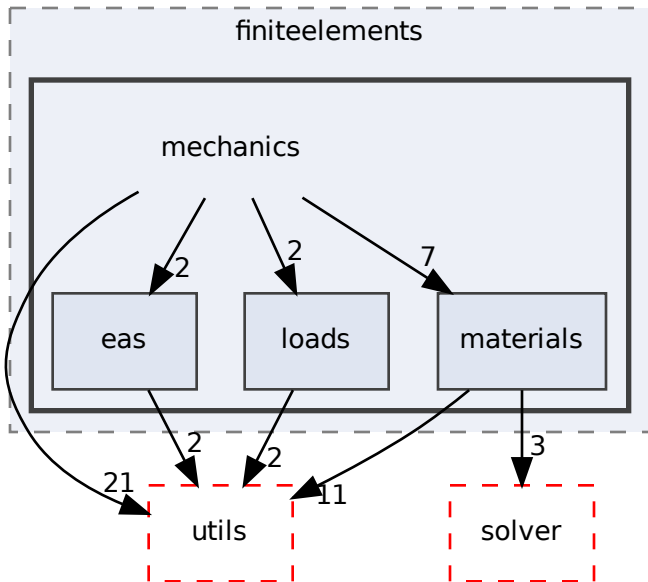 finiteelements
mechanics
2
2
7
eas
loads
materials
2
2
3
21
11
utils
solver